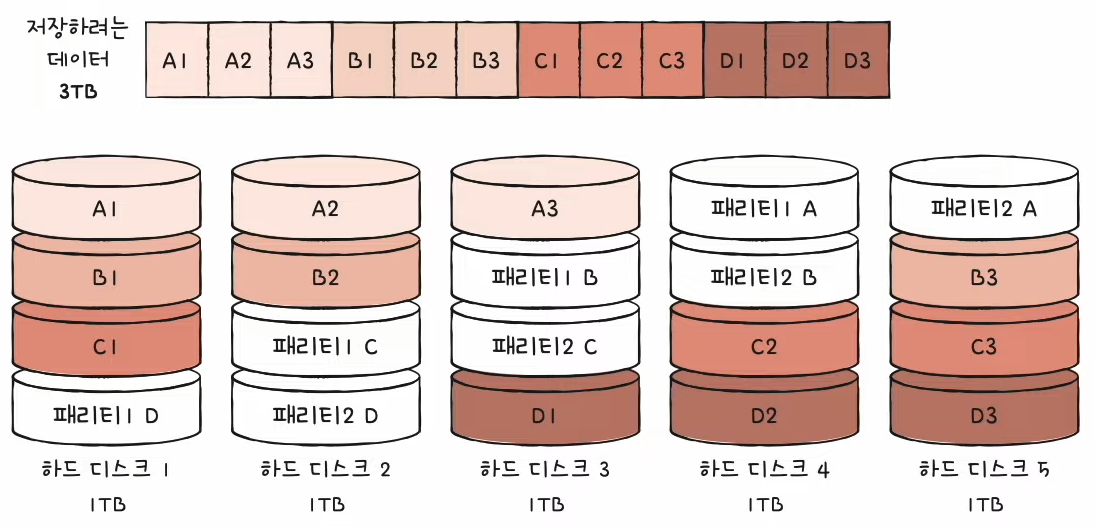 저장하려는
데이터
3TB
A1 A2 A3 B1 B2 B3 C1 C2 C3 D1 D2 D3
A1 A2 A3 패리티1 A 패리티2 A
B1 B2 패리티1 B 패리티2 B B3
C1 패리티1 C 패리티2 C C2 C3
패리티1 D 패리티2 D D1 D2 D3
하드 디스크 1 하드 디스크 2 하드 디스크 3 하드 디스크 4 하드 디스크 5
1TB 1TB 1TB 1TB 1TB